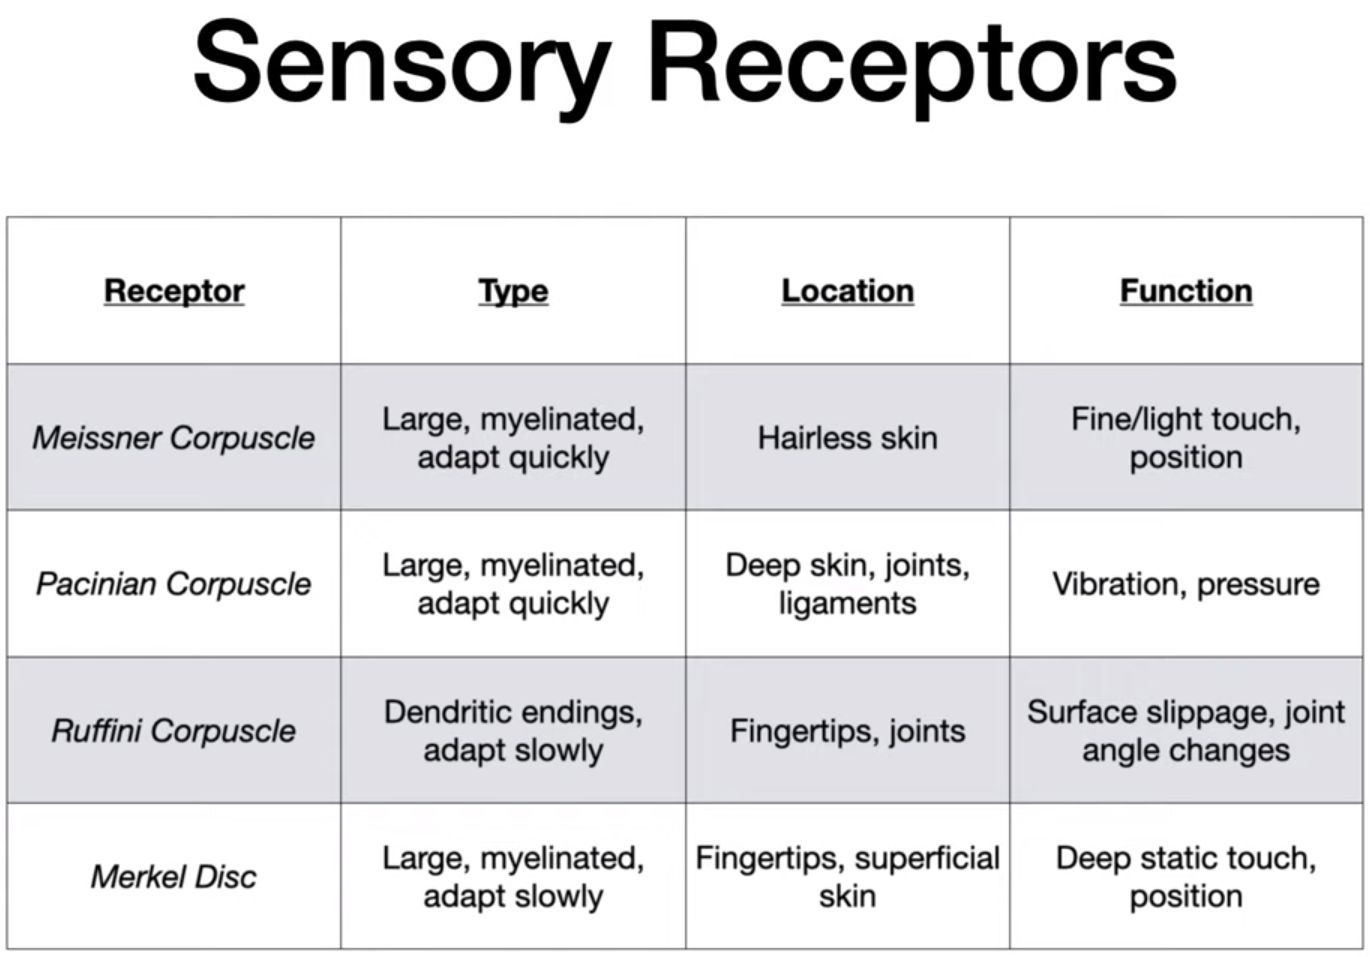 Sensory Receptors
Receptor
Type
Location
Function
Meissner Corpuscle
Large, myelinated,
adapt quickly
Hairless skin
Fine/light touch,
position
Pacinian Corpuscle
Large, myelinated,
adapt quickly
Deep skin, joints,
ligaments
Vibration, pressure
Ruffini Corpuscle
Dendritic endings,
adapt slowly
Fingertips, joints
Surface slippage, joint
angle changes
Merkel Disc
Large, myelinated,
adapt slowly
Fingertips, superficial
skin
Deep static touch,
position